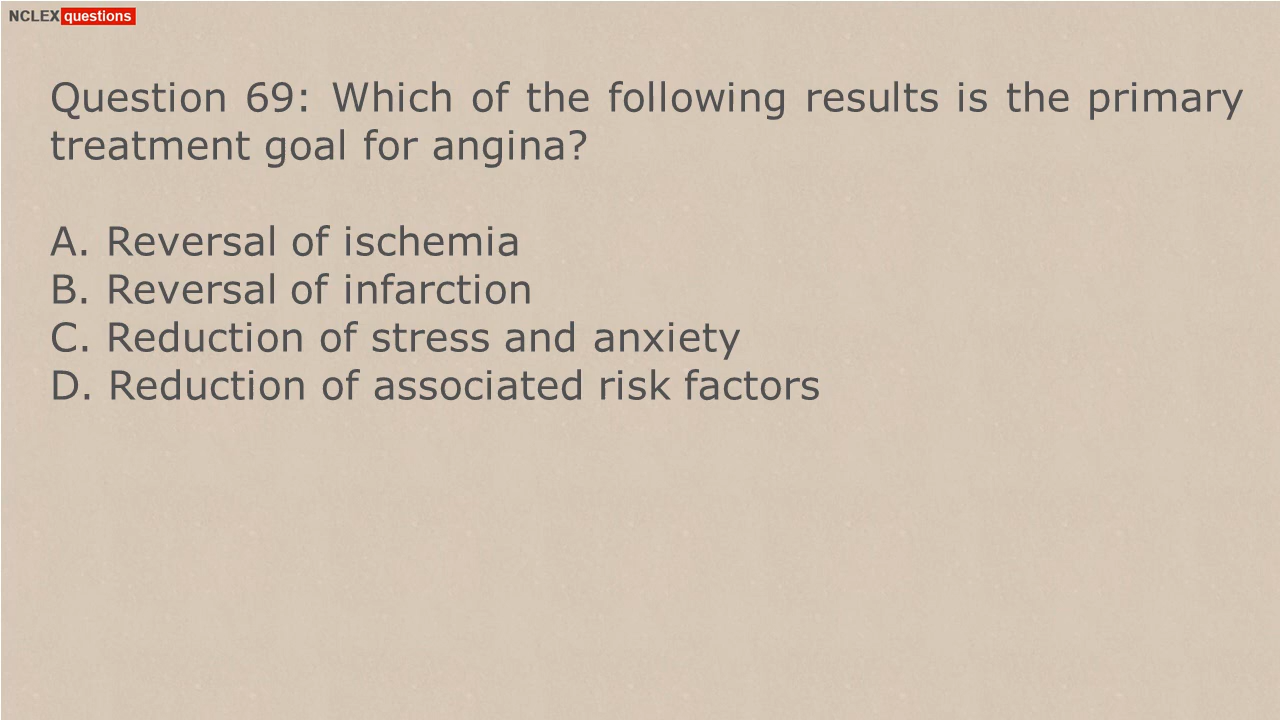 NCLEX questions
Question 69: Which of the following results is the primary
treatment goal for angina?
A. Reversal of ischemia
B. Reversal of infarction
C. Reduction of stress and anxiety
D. Reduction of associated risk factors